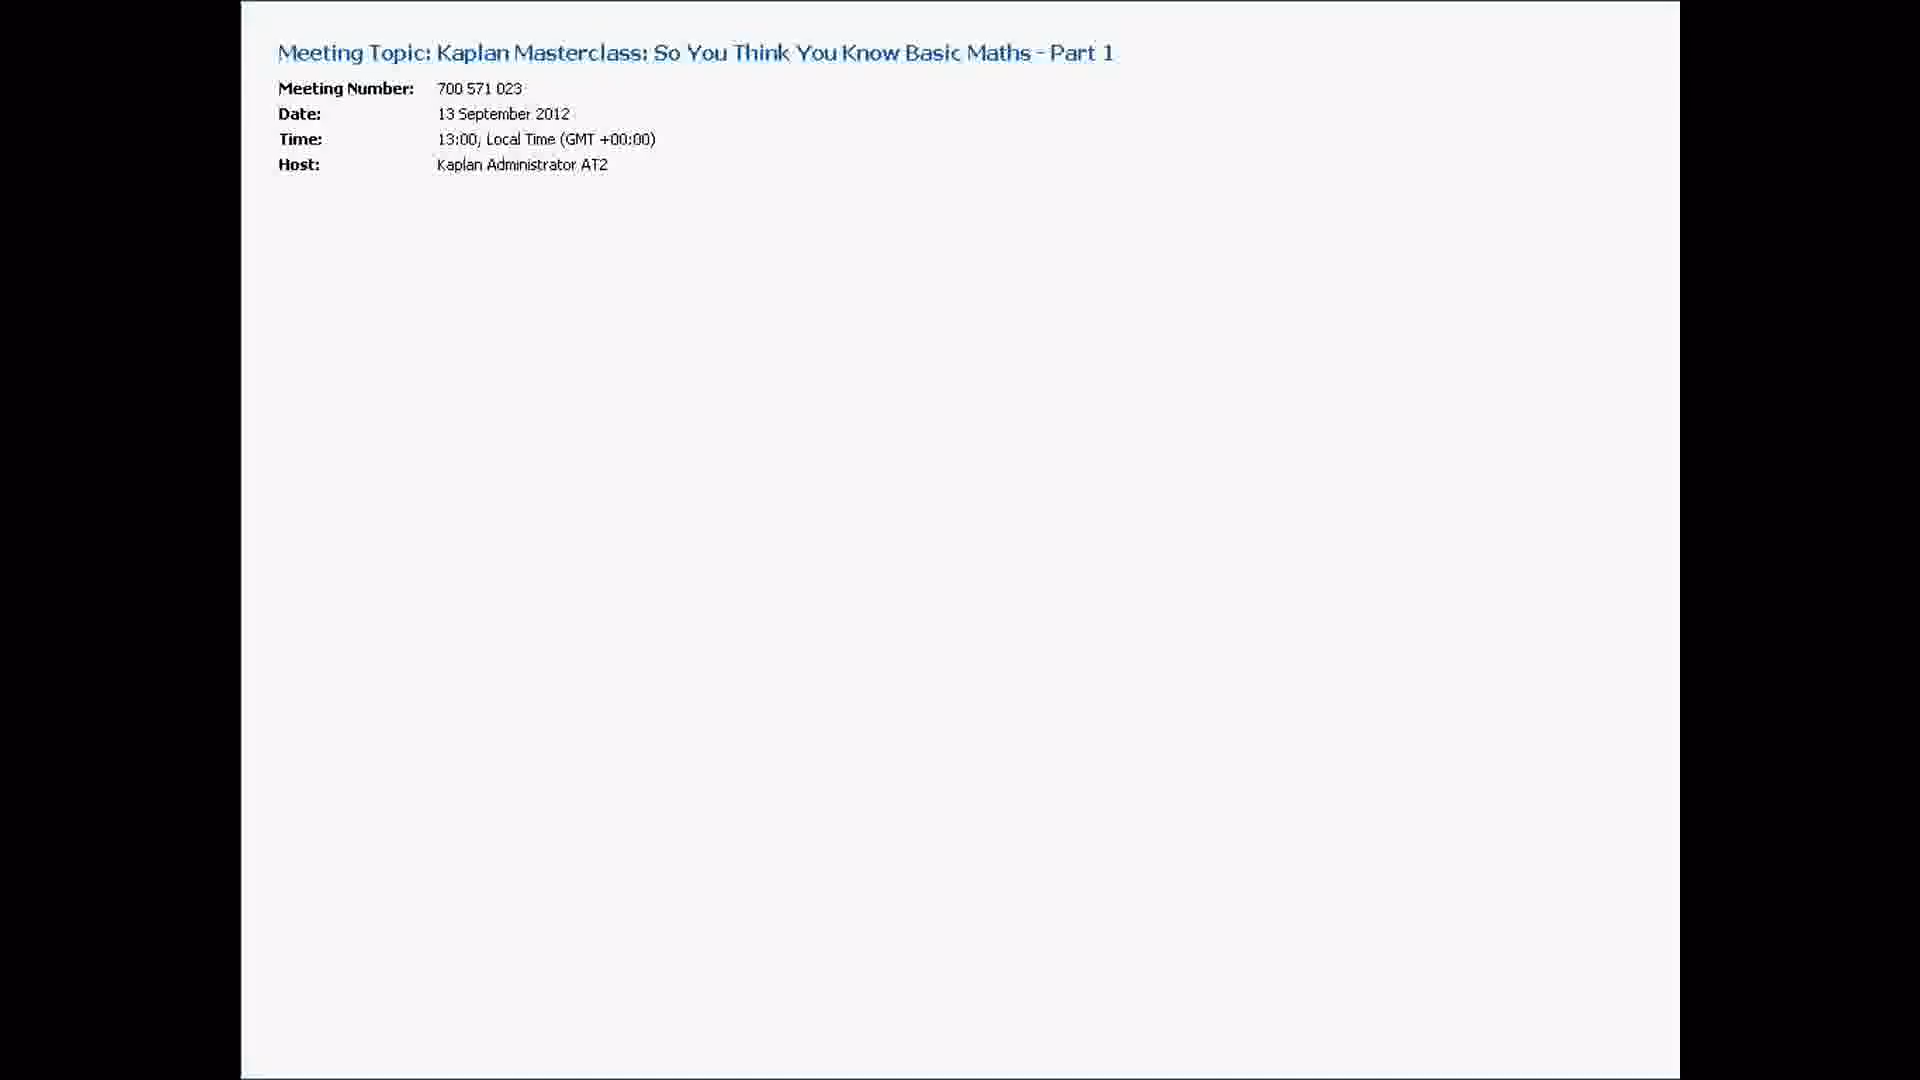 Meeting Topic: Kaplan Masterclass: So You Think You Know Basic Maths - Part 1
Meeting Number: 700 571 023
Date: 13 September 2012
Time: 13:00, Local Time (GMT +00:00)
Host: Kaplan Administrator AT2